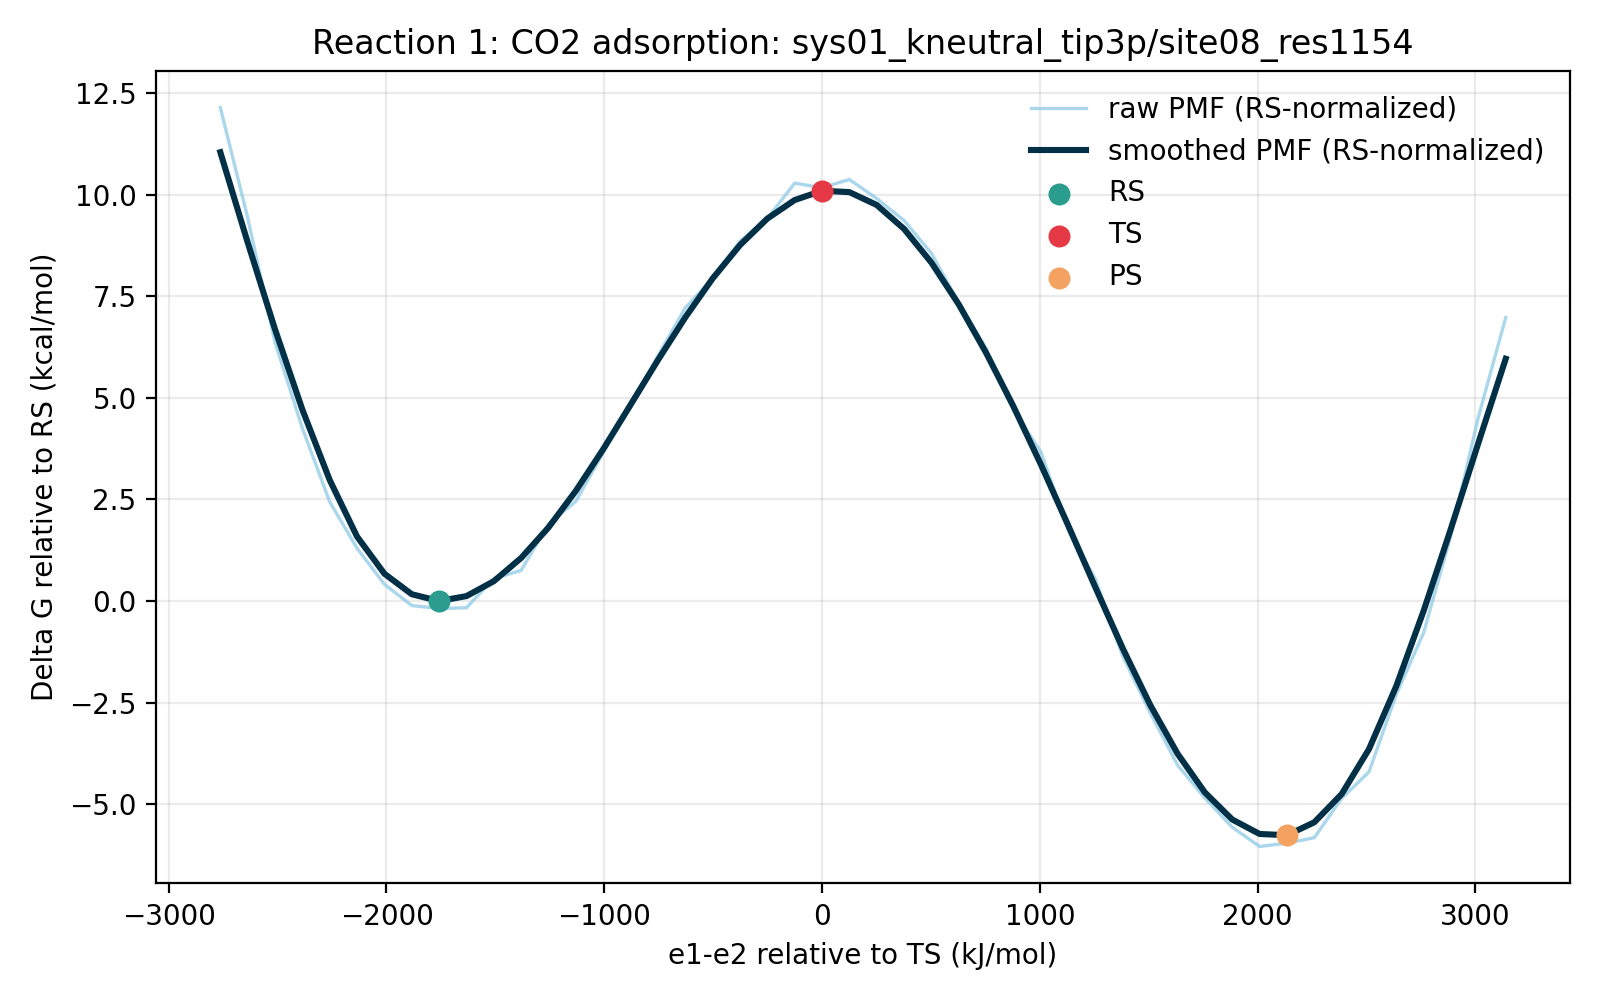 Reaction 1: CO2 adsorption: sys01_kneutral_tip3p/site08_res1154
raw PMF (RS-normalized)
smoothed PMF (RS-normalized)
RS
TS
PS
Delta G relative to RS (kcal/mol)
12.5
10.0
7.5
5.0
2.5
0.0
−2.5
−5.0
−3000
−2000
−1000
0
1000
2000
3000
e1-e2 relative to TS (kJ/mol)